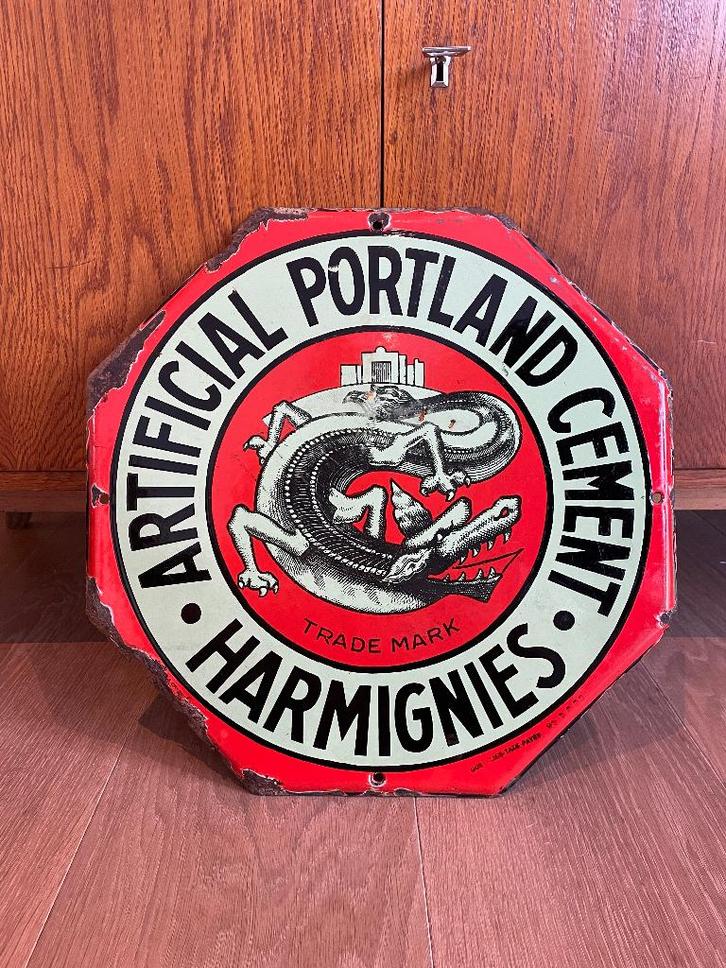 ARTIFICIAL PORTLAND CEMENT
TRADE MARK
• HARMIGNIES •